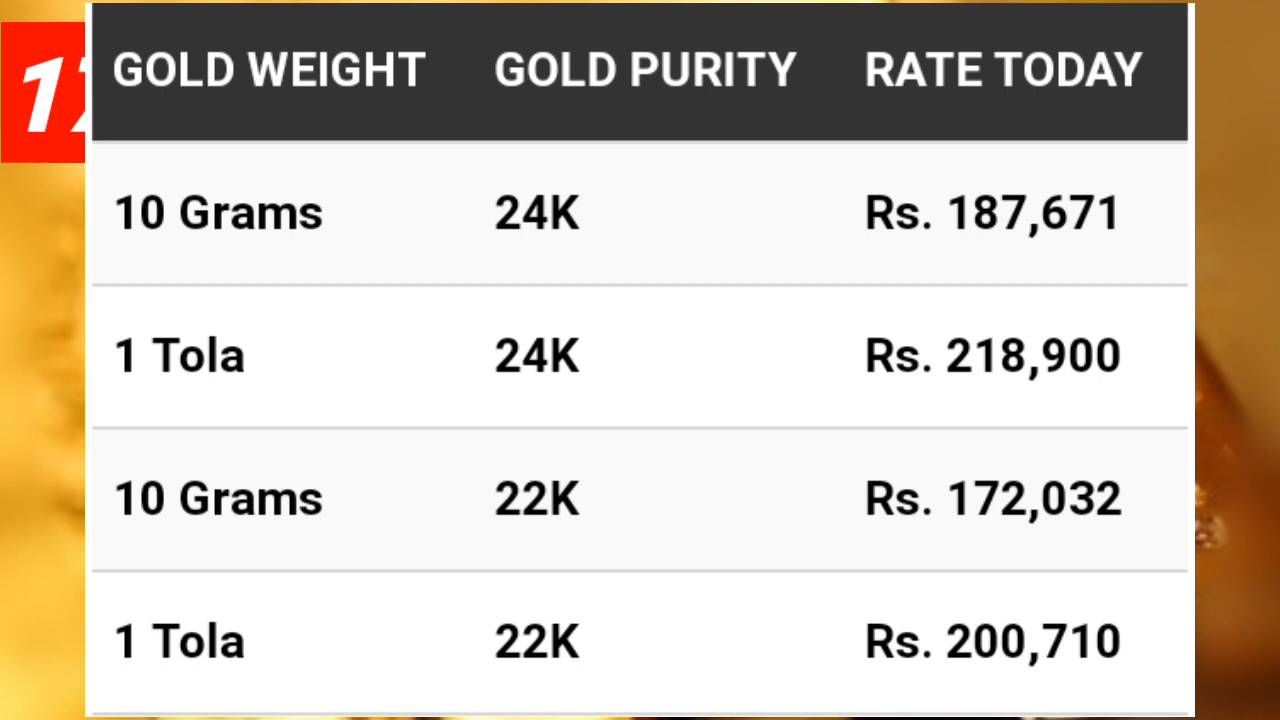 GOLD WEIGHT GOLD PURITY RATE TODAY
10 Grams 24K Rs. 187,671
1 Tola 24K Rs. 218,900
10 Grams 22K Rs. 172,032
1 Tola 22K Rs. 200,710